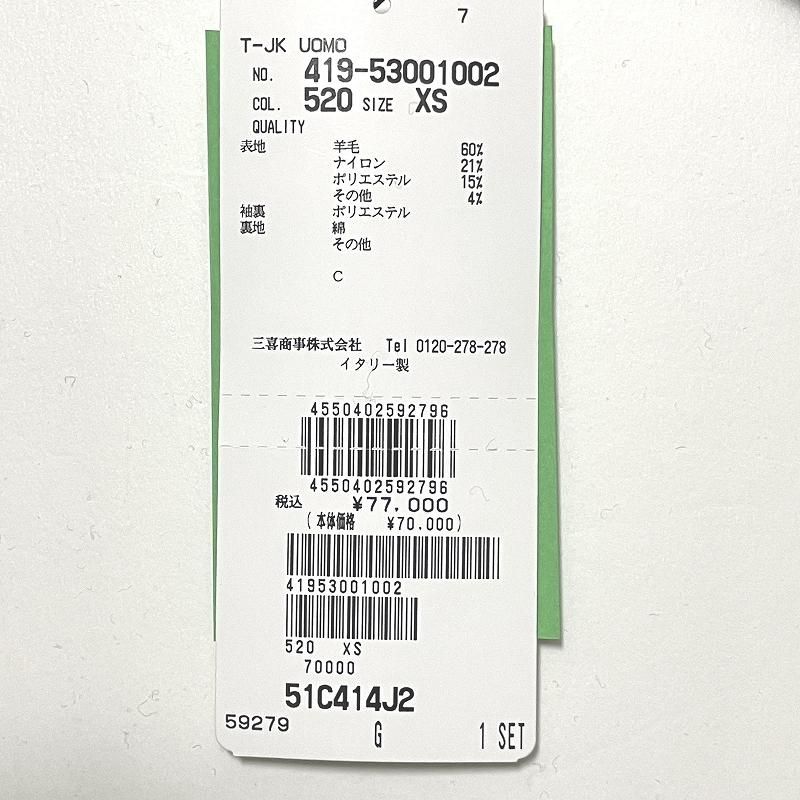 7
T-JK UOMO
NO. 419-53001002
COL. 520 SIZE XS
QUALITY
表地 羊毛 60%
ナイロン 21%
ポリエステル 15%
その他 4%
袖裏 ポリエステル
裏地 綿
その他
C
三喜商事株式会社 Tel 0120-278-278
イタリー製
4550402592796
4550402592796
税込 ¥77,000
(本体価格 ¥70,000)
41953001002
520 XS
70000
51C414J2
59279 G 1 SET